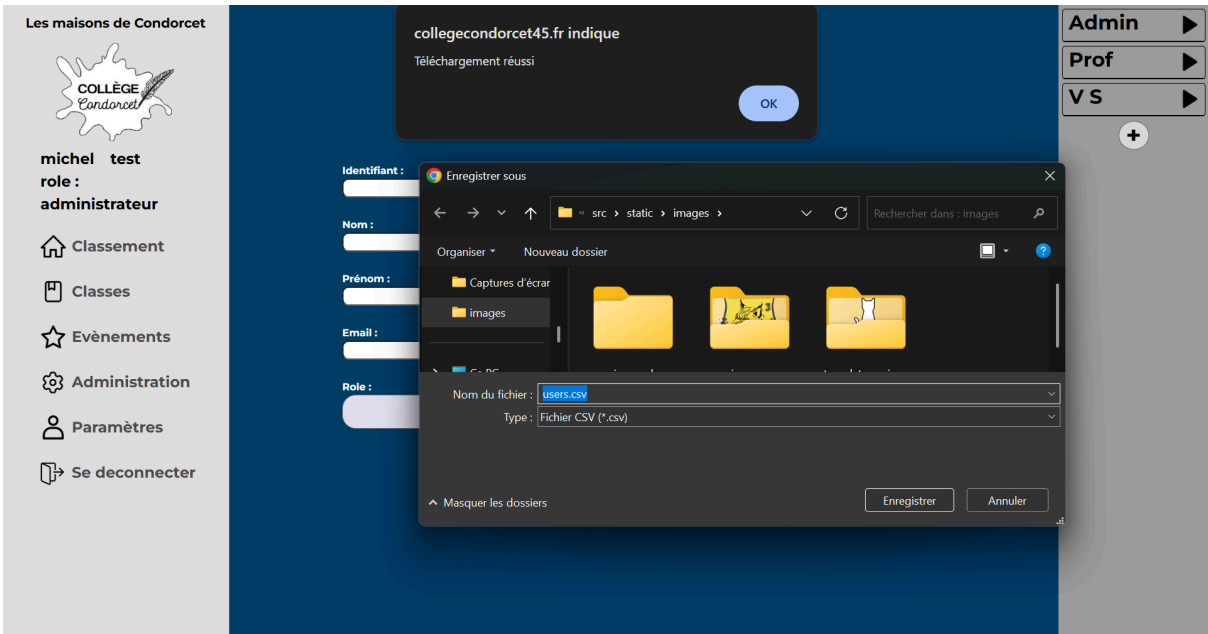 Les maisons de Condorcet
COLLÈGE
Condorcet
michel test
role :
administrateur
Classement
Classes
Evènements
Administration
Paramètres
Se deconnecter
collegecondorcet45.fr indique
Téléchargement réussi
OK
Identifiant :
Nom :
Prénom :
Email :
Role :
Enregistrer sous
« src › static › images ›
Rechercher dans : images
Organiser
Nouveau dossier
Captures d'écrar
images
Nom du fichier : users.csv
Type : Fichier CSV (*.csv)
Masquer les dossiers
Enregistrer
Annuler
Admin
Prof
V S